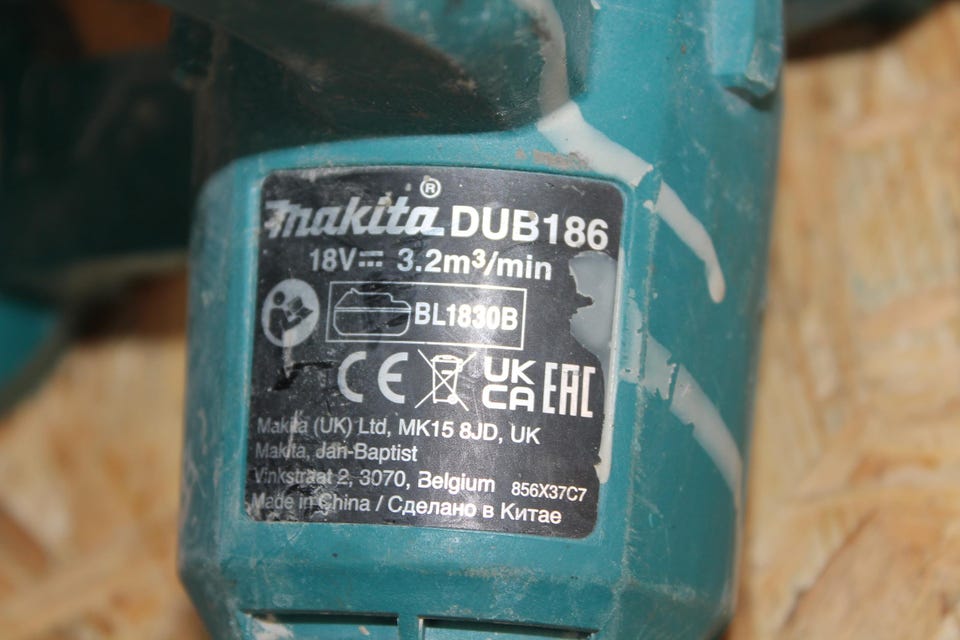 makita® DUB186
18V⎓ 3.2m³/min
BL1830B
CE UK CA EAC
Makita (UK) Ltd, MK15 8JD, UK
Makita, Jan-Baptist
Vinkstraat 2, 3070, Belgium 856X37C7
Made in China / Сделано в Китае